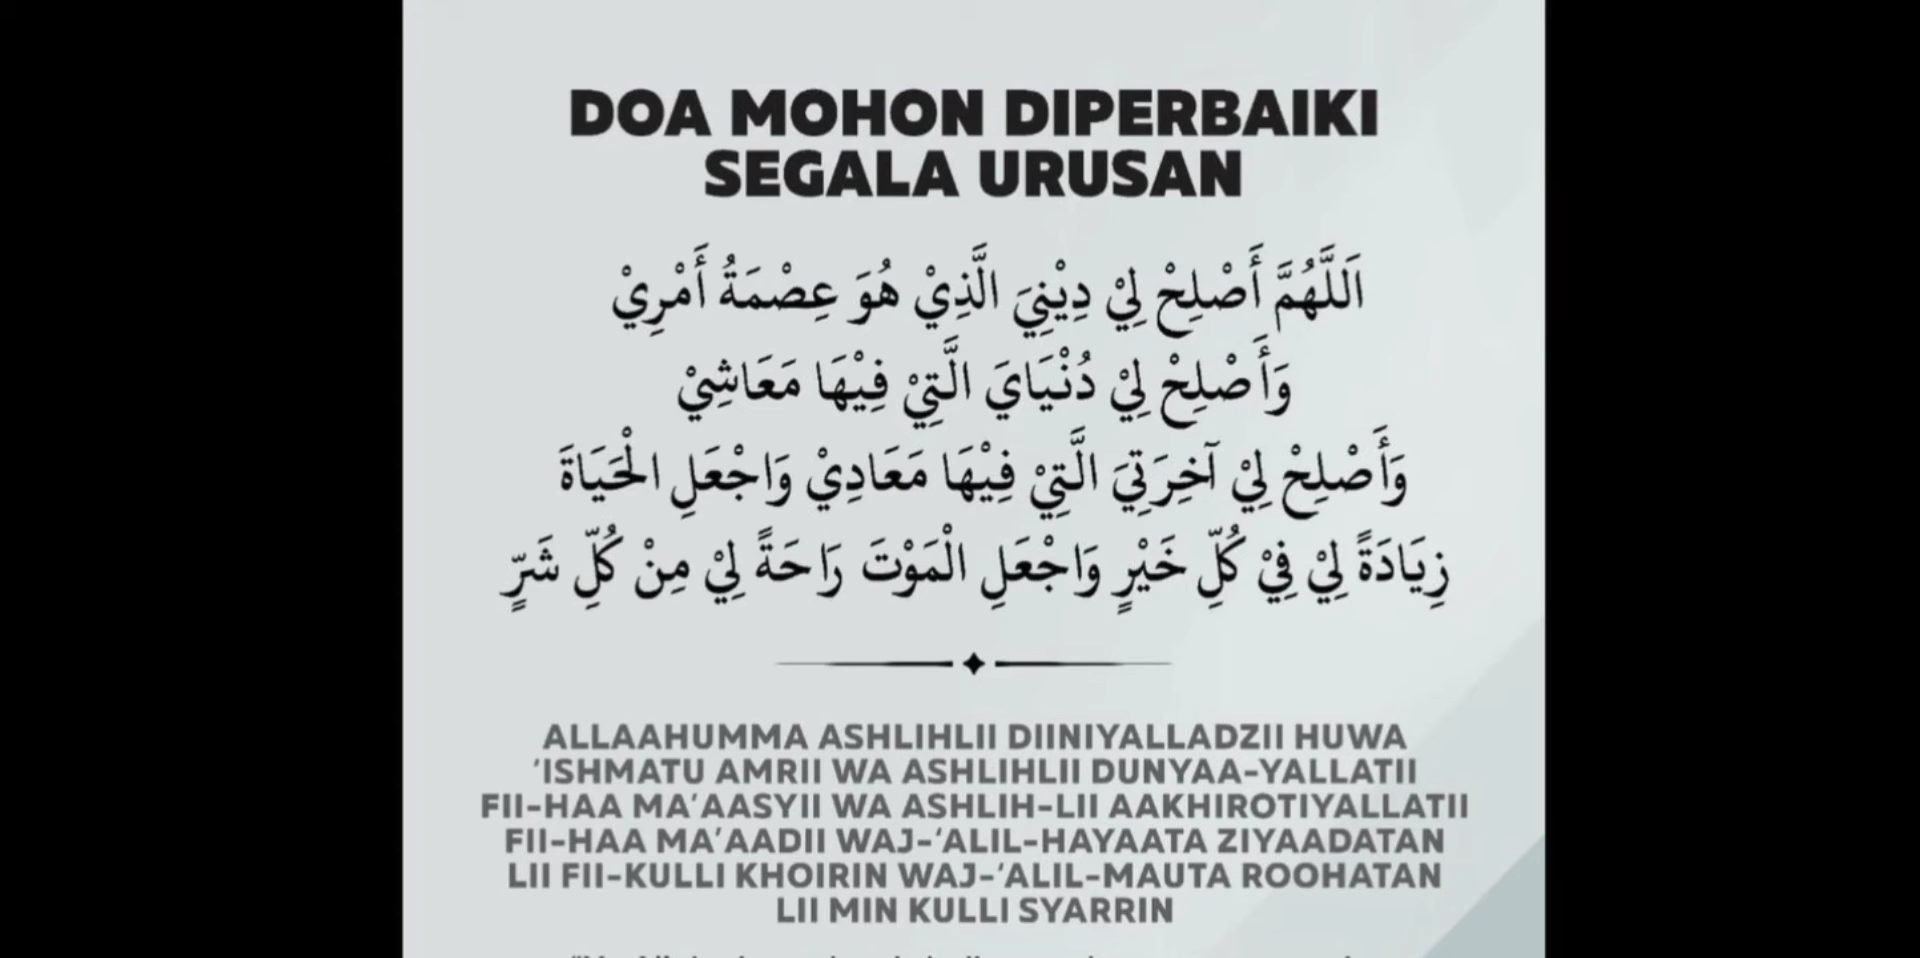 DOA MOHON DIPERBAIKI
SEGALA URUSAN
اَللَّهُمَّ أَصْلِحْ لِيْ دِيْنِيَ الَّذِيْ هُوَ عِصْمَةُ أَمْرِيْ
وَأَصْلِحْ لِيْ دُنْيَايَ الَّتِيْ فِيْهَا مَعَاشِيْ
وَأَصْلِحْ لِيْ آخِرَتِيَ الَّتِيْ فِيْهَا مَعَادِيْ وَاجْعَلِ الْحَيَاةَ
زِيَادَةً لِيْ فِيْ كُلِّ خَيْرٍ وَاجْعَلِ الْمَوْتَ رَاحَةً لِيْ مِنْ كُلِّ شَرٍّ
ALLAAHUMMA ASHLIHLII DIINIYALLADZII HUWA
'ISHMATU AMRII WA ASHLIHLII DUNYAA-YALLATII
FII-HAA MA'AASYII WA ASHLIH-LII AAKHIROTIYALLATII
FII-HAA MA'AADII WAJ-'ALIL-HAYAATA ZIYAADATAN
LII FII-KULLI KHOIRIN WAJ-'ALIL-MAUTA ROOHATAN
LII MIN KULLI SYARRIN